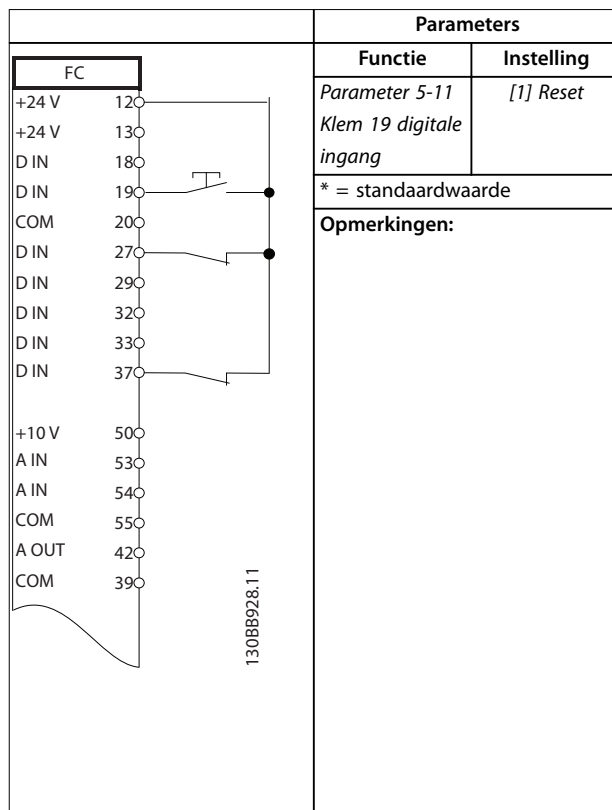 Parameters
Functie Instelling
Parameter 5-11 [1] Reset
Klem 19 digitale
ingang
* = standaardwaarde
Opmerkingen:
FC
+24 V 12
+24 V 13
D IN 18
D IN 19
COM 20
D IN 27
D IN 29
D IN 32
D IN 33
D IN 37
+10 V 50
A IN 53
A IN 54
COM 55
A OUT 42
COM 39
130BB928.11